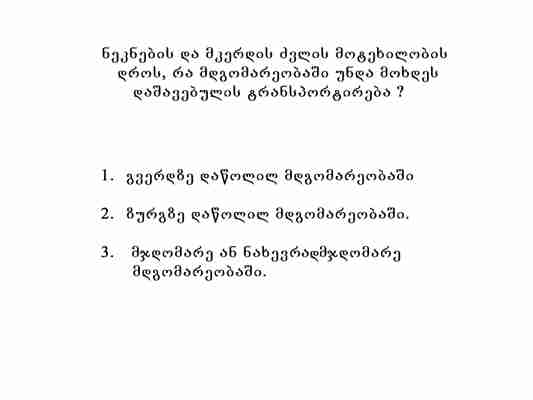 ნეკნების და მკერდის ძვლის მოტეხილობის
დროს, რა მდგომარეობაში უნდა მოხდეს
დაშავებულის ტრანსპორტირება ?
1. გვერდზე დაწოლილ მდგომარეობაში
2. ზურგზე დაწოლილ მდგომარეობაში.
3. მჯდომარე ან ნახევრადმჯდომარე
მდგომარეობაში.